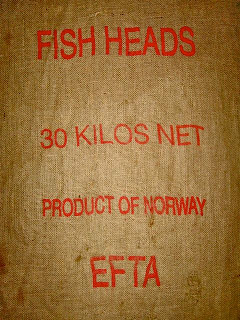 FISH HEADS
30 KILOS NET
PRODUCT OF NORWAY
EFTA